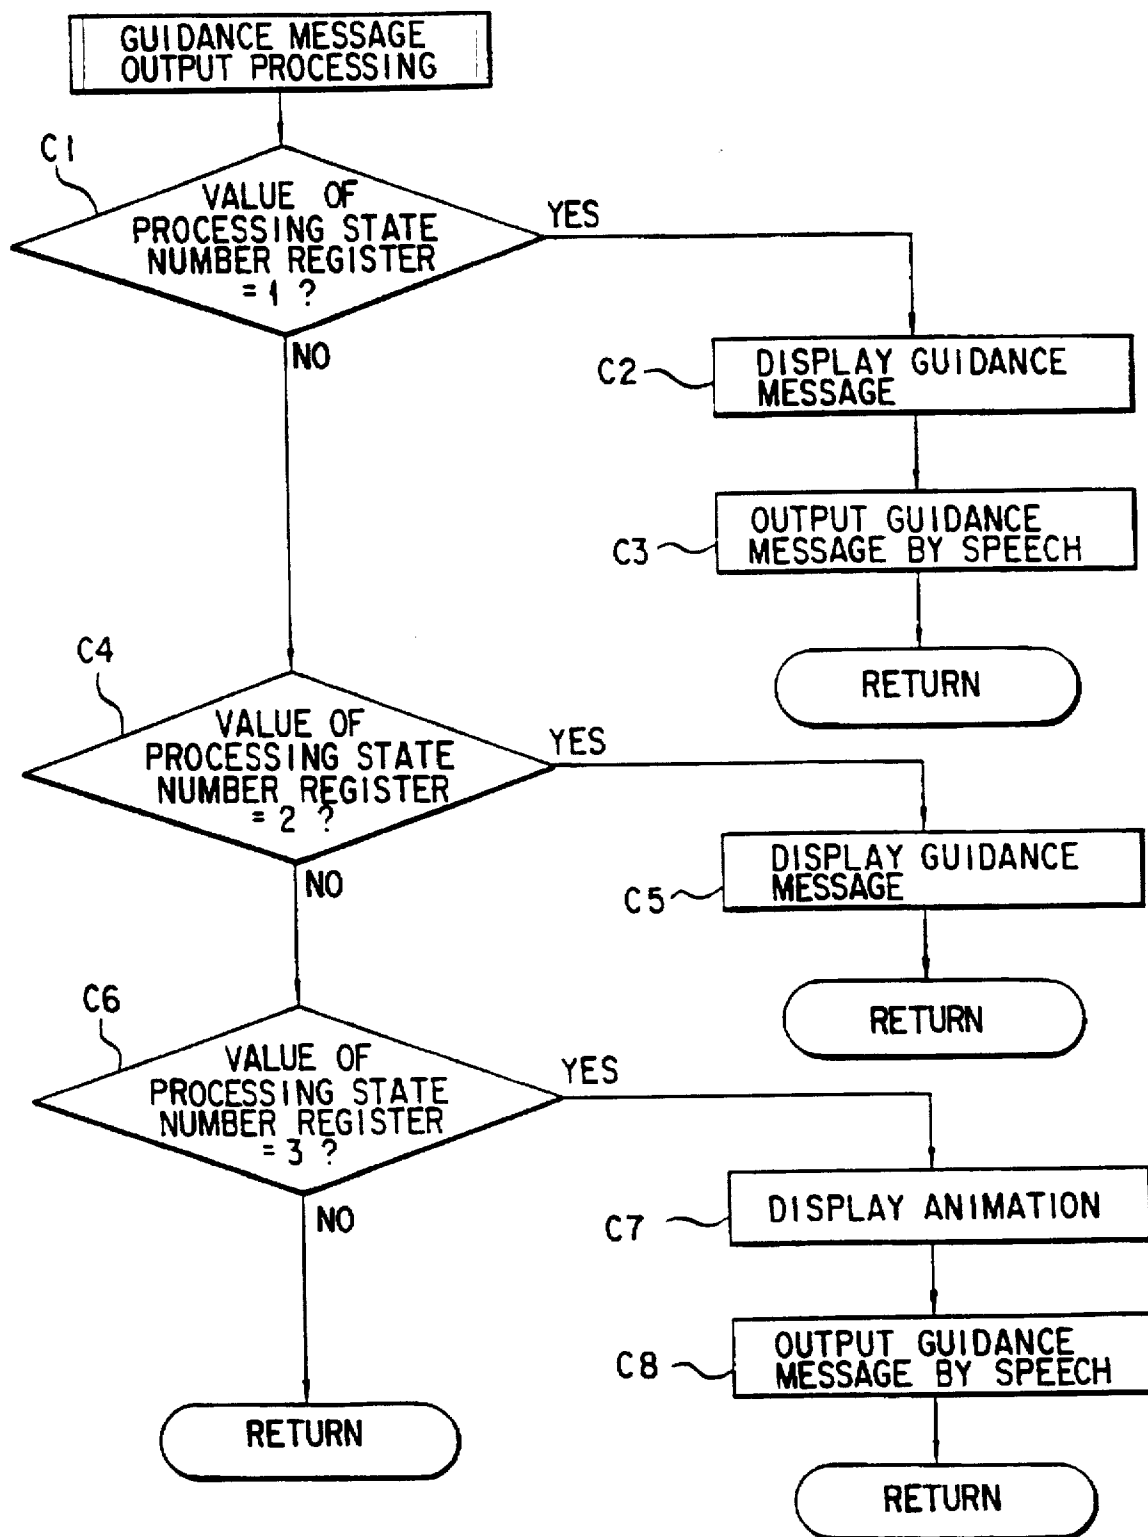 GUIDANCE MESSAGE
OUTPUT PROCESSING
C1
VALUE OF
PROCESSING STATE
NUMBER REGISTER
= 1 ?
YES
NO
C2
DISPLAY GUIDANCE
MESSAGE
C3
OUTPUT GUIDANCE
MESSAGE BY SPEECH
RETURN
C4
VALUE OF
PROCESSING STATE
NUMBER REGISTER
= 2 ?
YES
NO
C5
DISPLAY GUIDANCE
MESSAGE
RETURN
C6
VALUE OF
PROCESSING STATE
NUMBER REGISTER
= 3 ?
YES
NO
C7
DISPLAY ANIMATION
C8
OUTPUT GUIDANCE
MESSAGE BY SPEECH
RETURN
RETURN